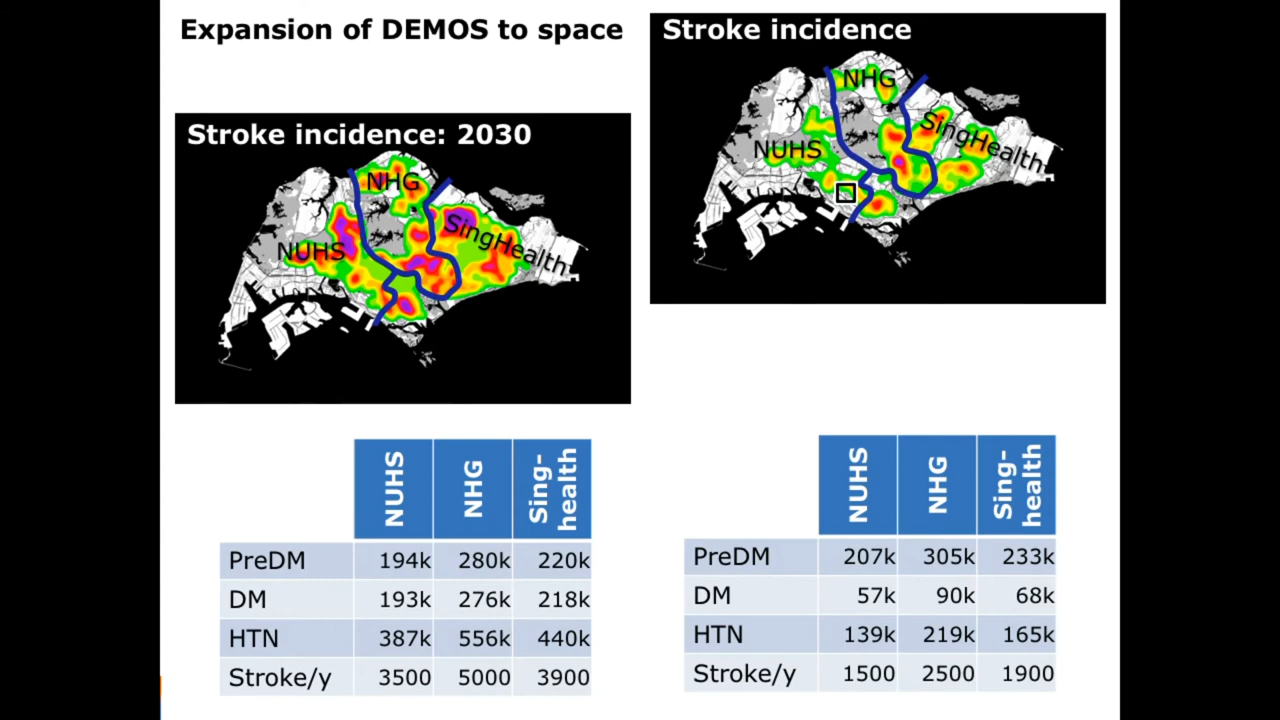 Expansion of DEMOS to space
Stroke incidence: 2030
NHG
NUHS
SingHealth
NUHS NHG Sing-
health
PreDM 194k 280k 220k
DM 193k 276k 218k
HTN 387k 556k 440k
Stroke/y 3500 5000 3900
Stroke incidence
NHG
NUHS
SingHealth
NUHS NHG Sing-
health
PreDM 207k 305k 233k
DM 57k 90k 68k
HTN 139k 219k 165k
Stroke/y 1500 2500 1900